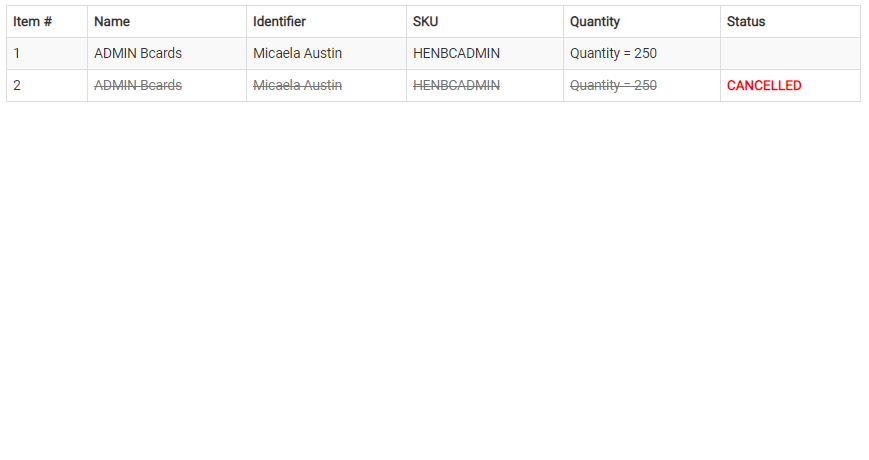 Item # Name Identifier SKU Quantity Status
1 ADMIN Bcards Micaela Austin HENBCADMIN Quantity = 250
2 ADMIN Bcards Micaela Austin HENBCADMIN Quantity = 250 CANCELLED